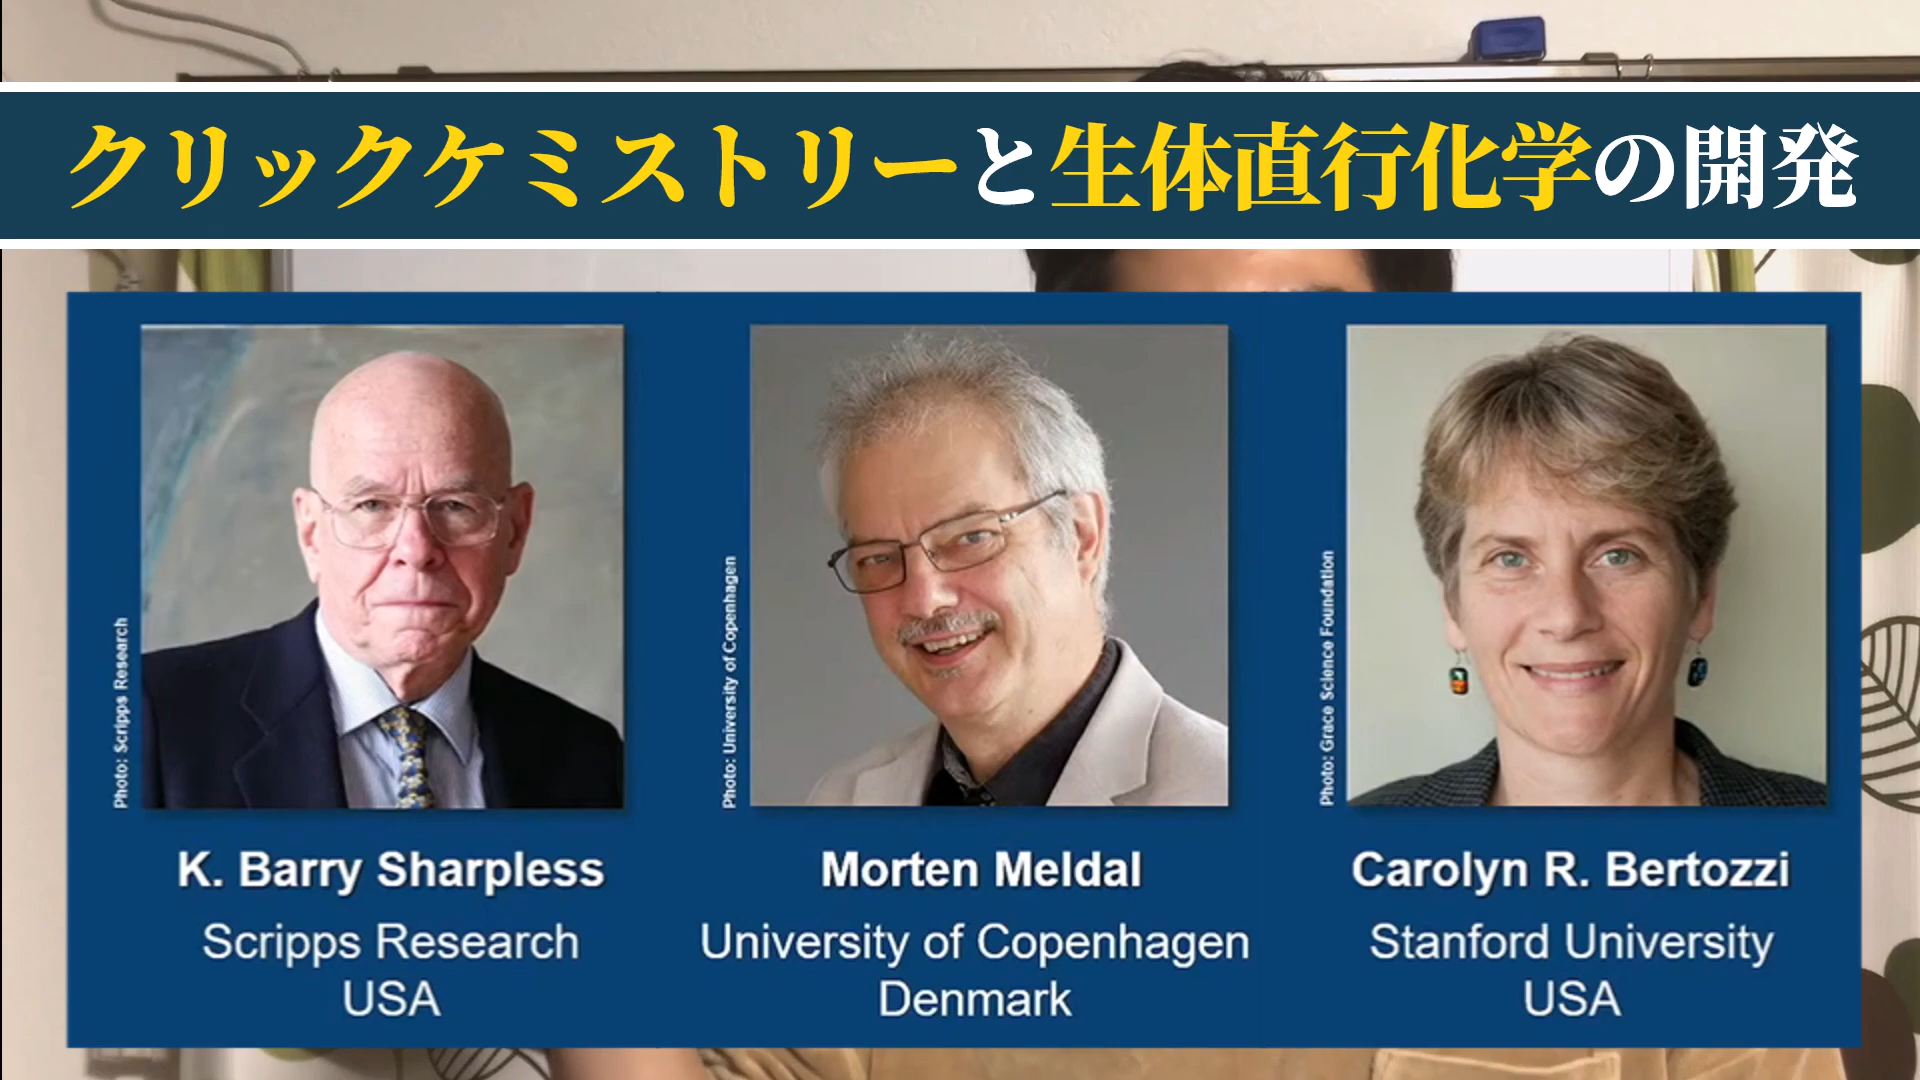 クリックケミストリーと生体直行化学の開発
Photo: Scripps Research
Photo: University of Copenhagen
Photo: Grace Science Foundation
K. Barry Sharpless
Scripps Research
USA
Morten Meldal
University of Copenhagen
Denmark
Carolyn R. Bertozzi
Stanford University
USA